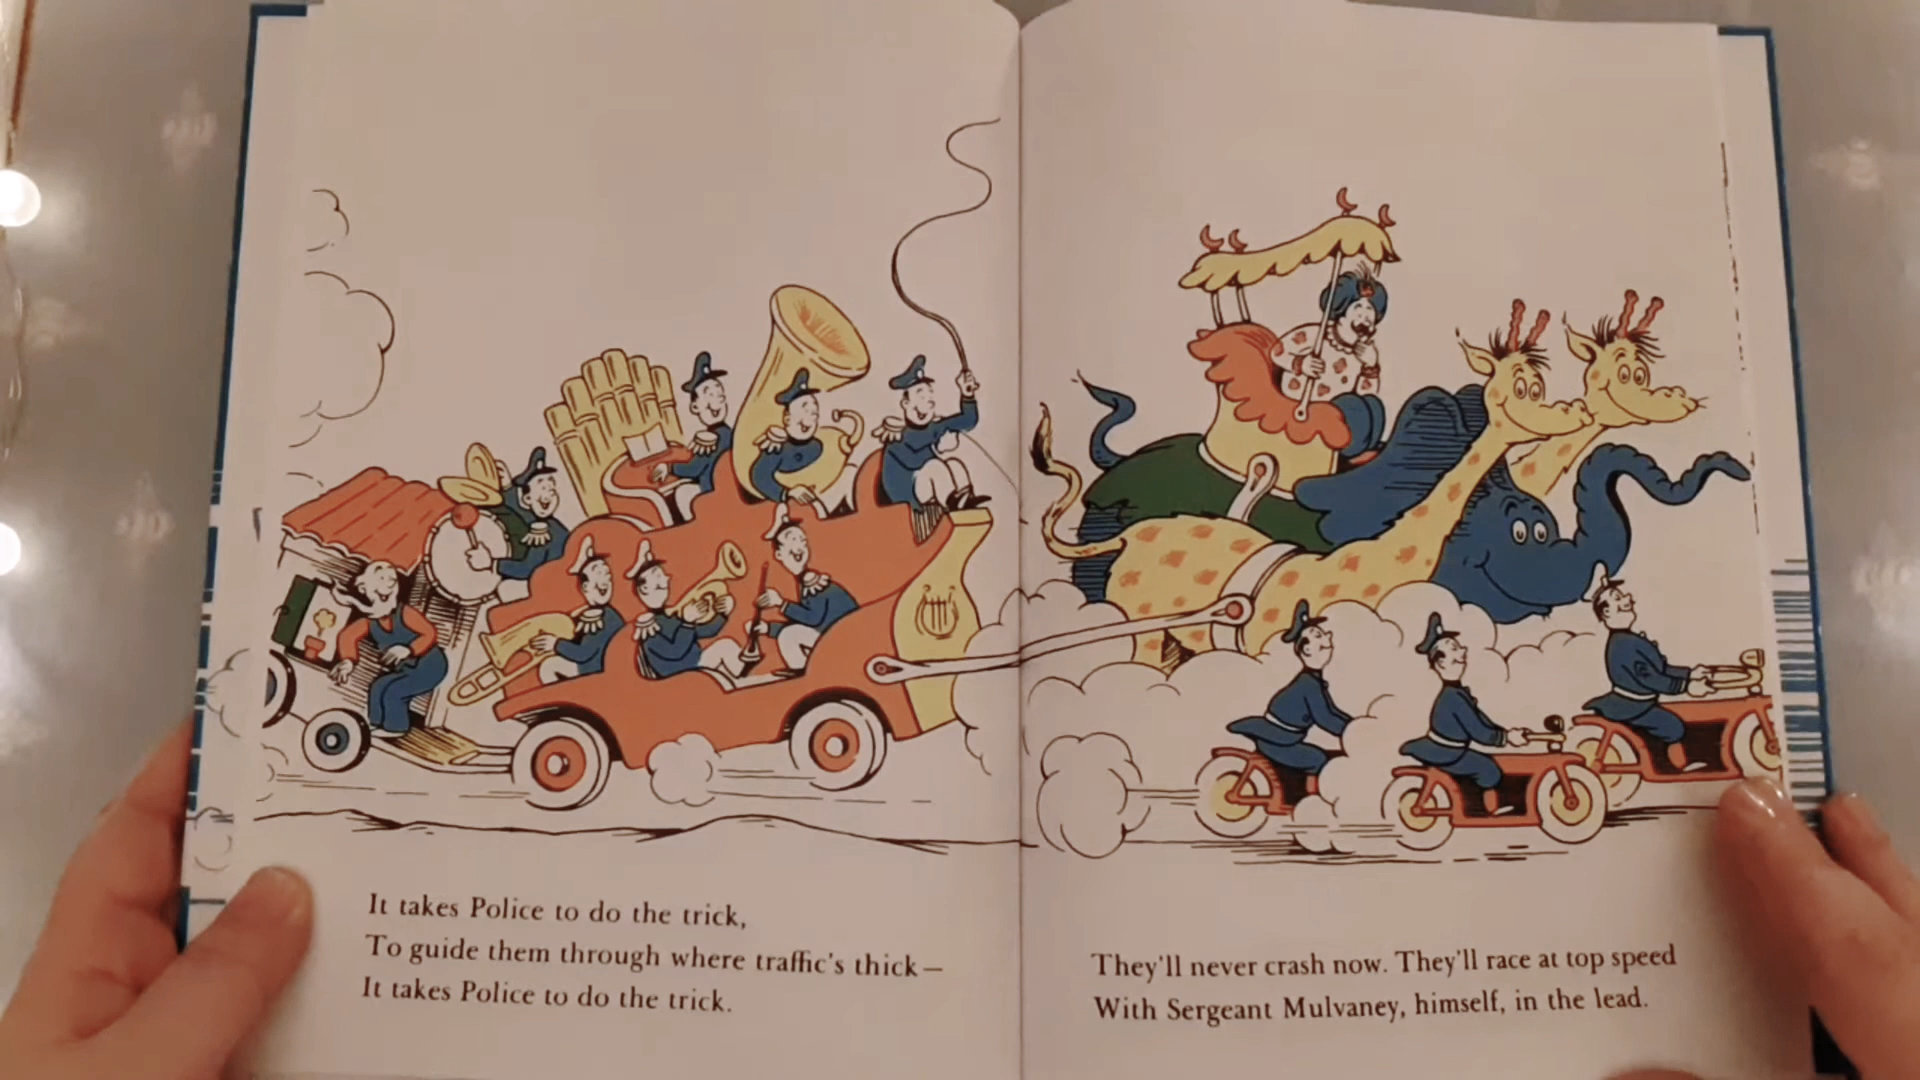 It takes Police to do the trick,
To guide them through where traffic's thick—
It takes Police to do the trick.
They'll never crash now. They'll race at top speed
With Sergeant Mulvaney, himself, in the lead.